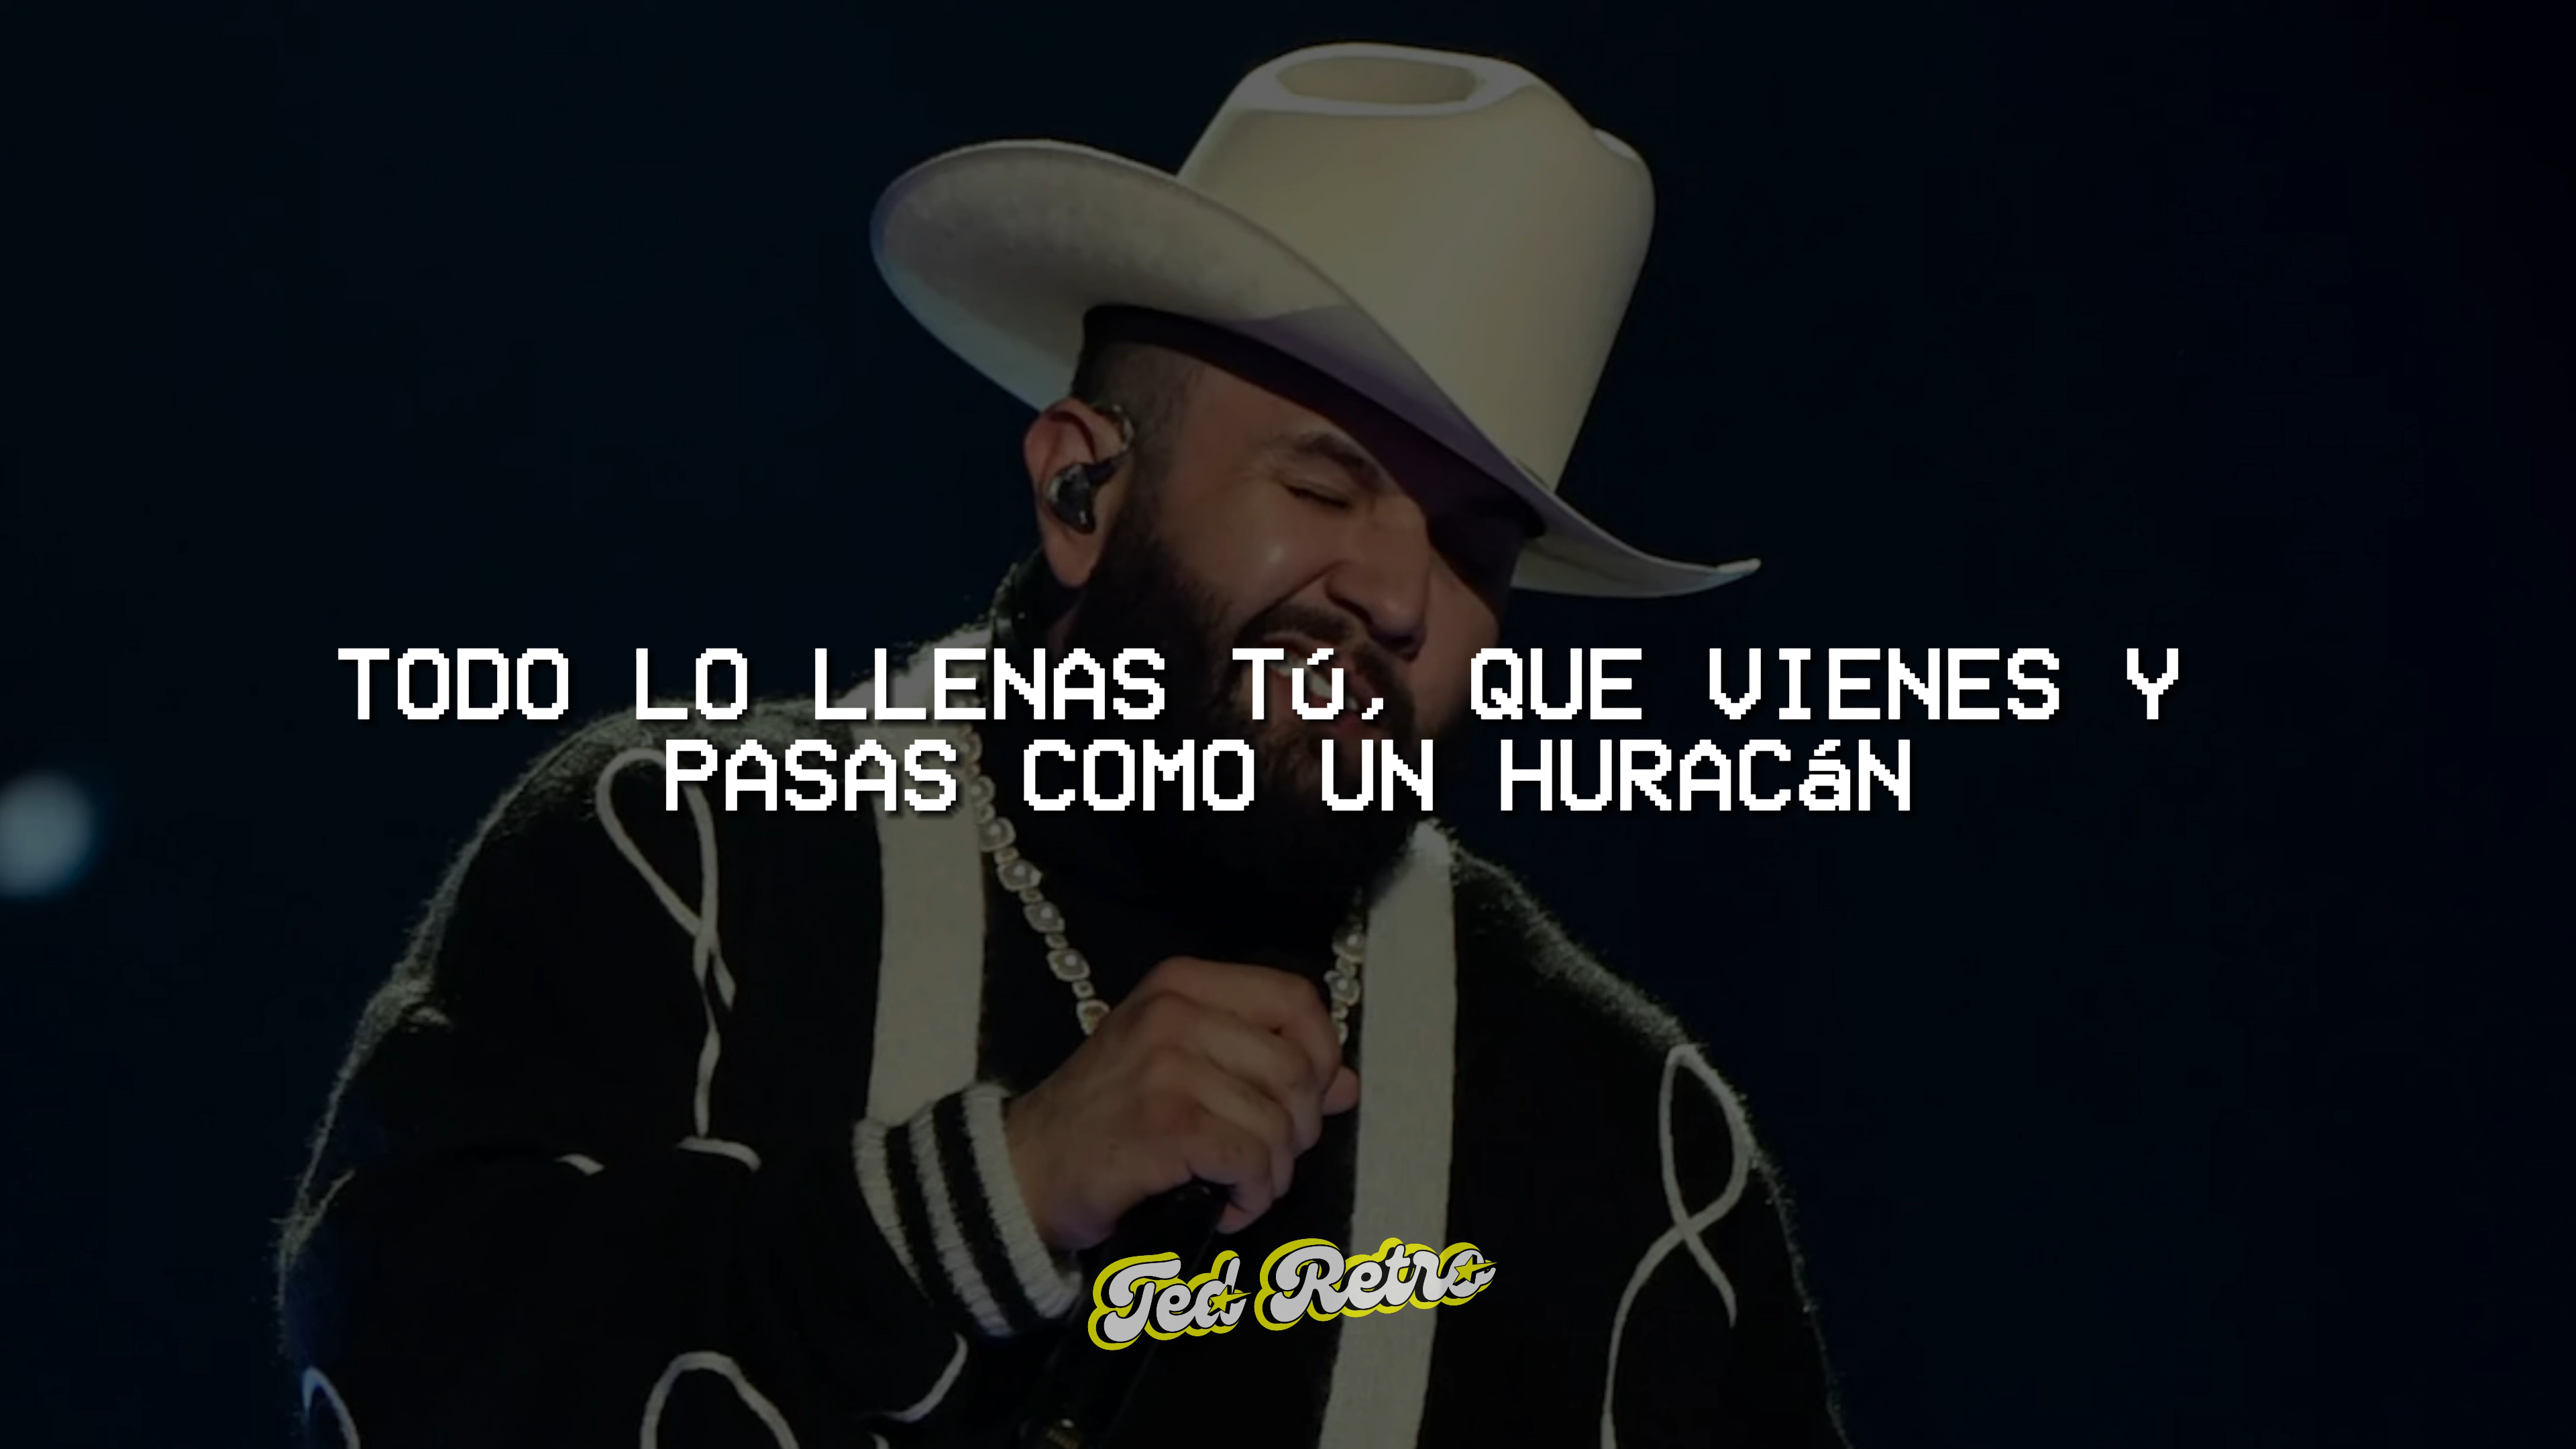 TODO LO LLENAS Tú, QUE VIENES Y
PASAS COMO UN HURACáN
Ted Retro